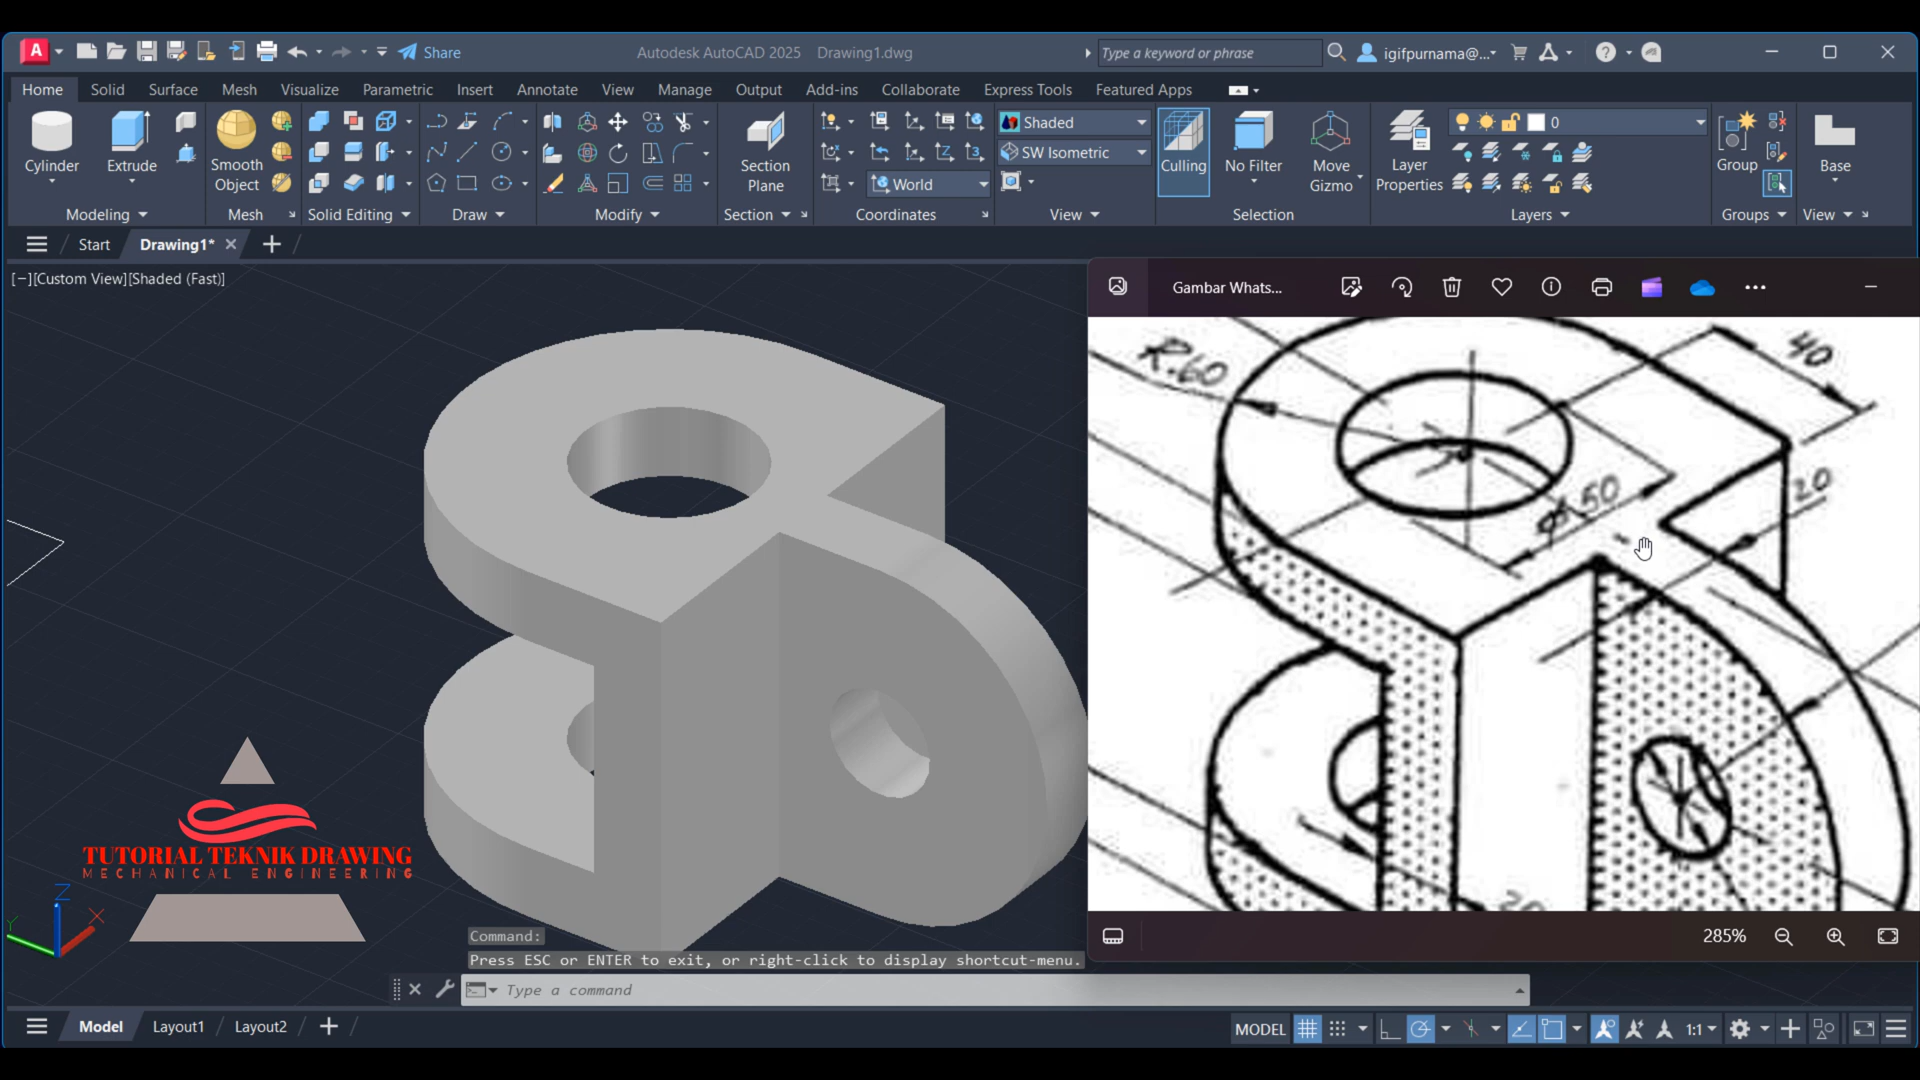 A
Share
Autodesk AutoCAD 2025 Drawing1.dwg
Type a keyword or phrase
igifpurnama@...
Home Solid Surface Mesh Visualize Parametric Insert Annotate View Manage Output Add-ins Collaborate Express Tools Featured Apps
Cylinder
Extrude
Smooth
Object
Section
Plane
World
Shaded
SW Isometric
Culling
No Filter
Move
Gizmo
Layer
Properties
0
Group
Base
Modeling Mesh Solid Editing Draw Modify Section Coordinates View Selection Layers Groups View
Start Drawing1*
[−][Custom View][Shaded (Fast)]
Gambar Whats...
R.60
40
20
ø 50
20
TUTORIAL TEKNIK DRAWING
MECHANICAL ENGINEERING
Z
X
Y
285%
Command:
Press ESC or ENTER to exit, or right-click to display shortcut-menu.
Type a command
Model Layout1 Layout2
MODEL
1:1